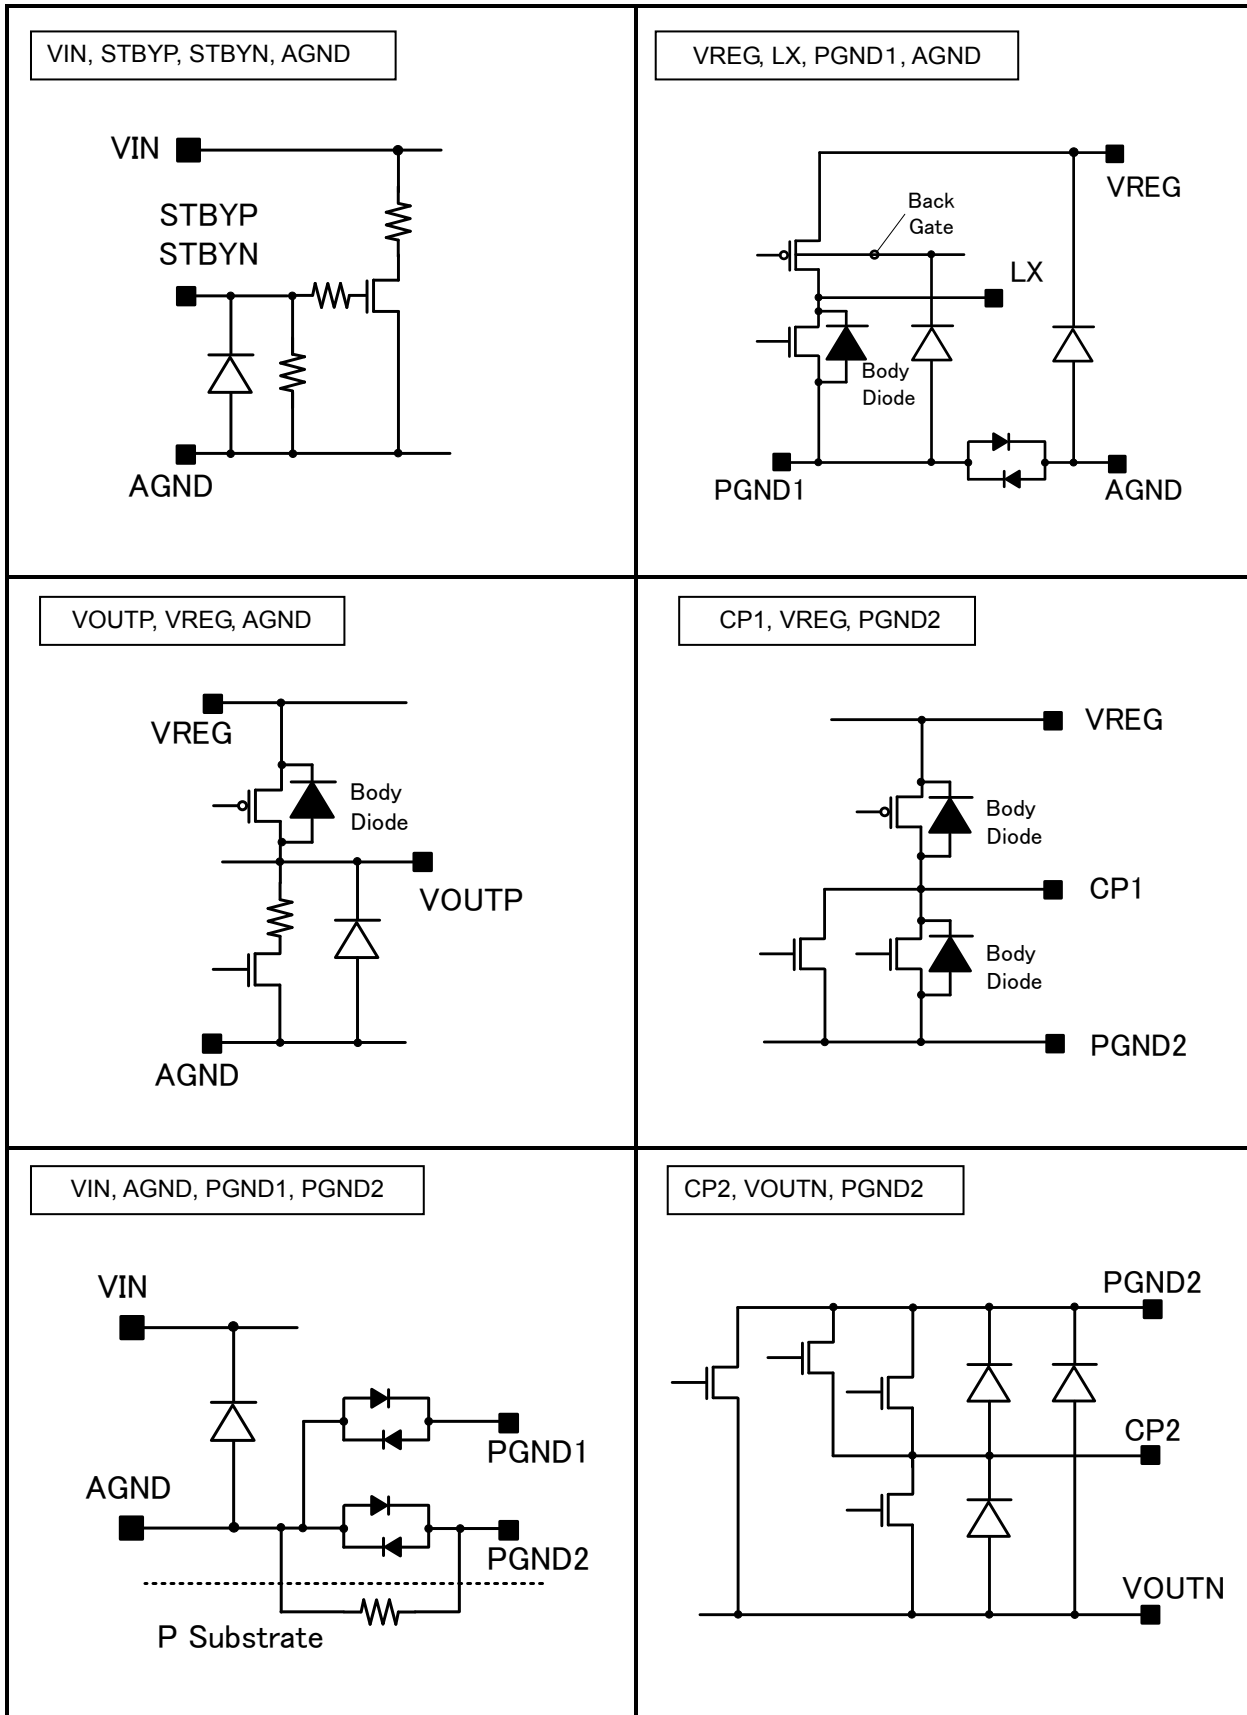 VIN, STBYP, STBYN, AGND
VIN
STBYP
STBYN
AGND
VREG, LX, PGND1, AGND
VREG
Back
Gate
LX
Body
Diode
PGND1
AGND
VOUTP, VREG, AGND
VREG
Body
Diode
VOUTP
AGND
CP1, VREG, PGND2
VREG
Body
Diode
CP1
Body
Diode
PGND2
VIN, AGND, PGND1, PGND2
VIN
PGND1
AGND
PGND2
P Substrate
CP2, VOUTN, PGND2
PGND2
CP2
VOUTN